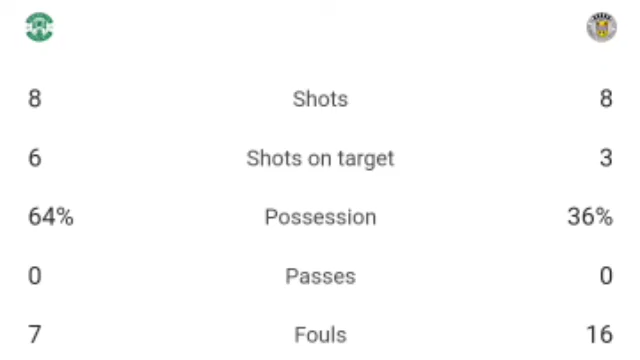 8 Shots 8
6 Shots on target 3
64% Possession 36%
0 Passes 0
7 Fouls 16